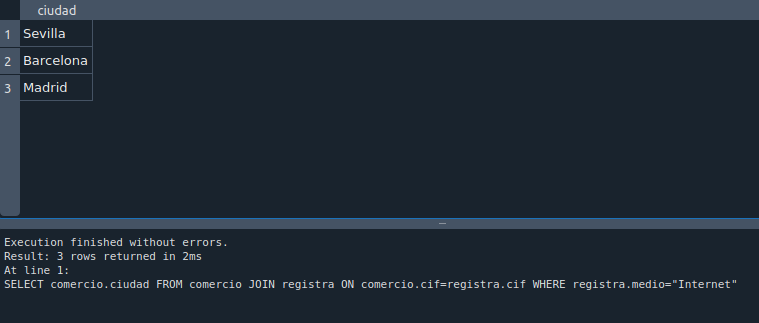 ciudad
1 Sevilla
2 Barcelona
3 Madrid
Execution finished without errors.
Result: 3 rows returned in 2ms
At line 1:
SELECT comercio.ciudad FROM comercio JOIN registra ON comercio.cif=registra.cif WHERE registra.medio="Internet"